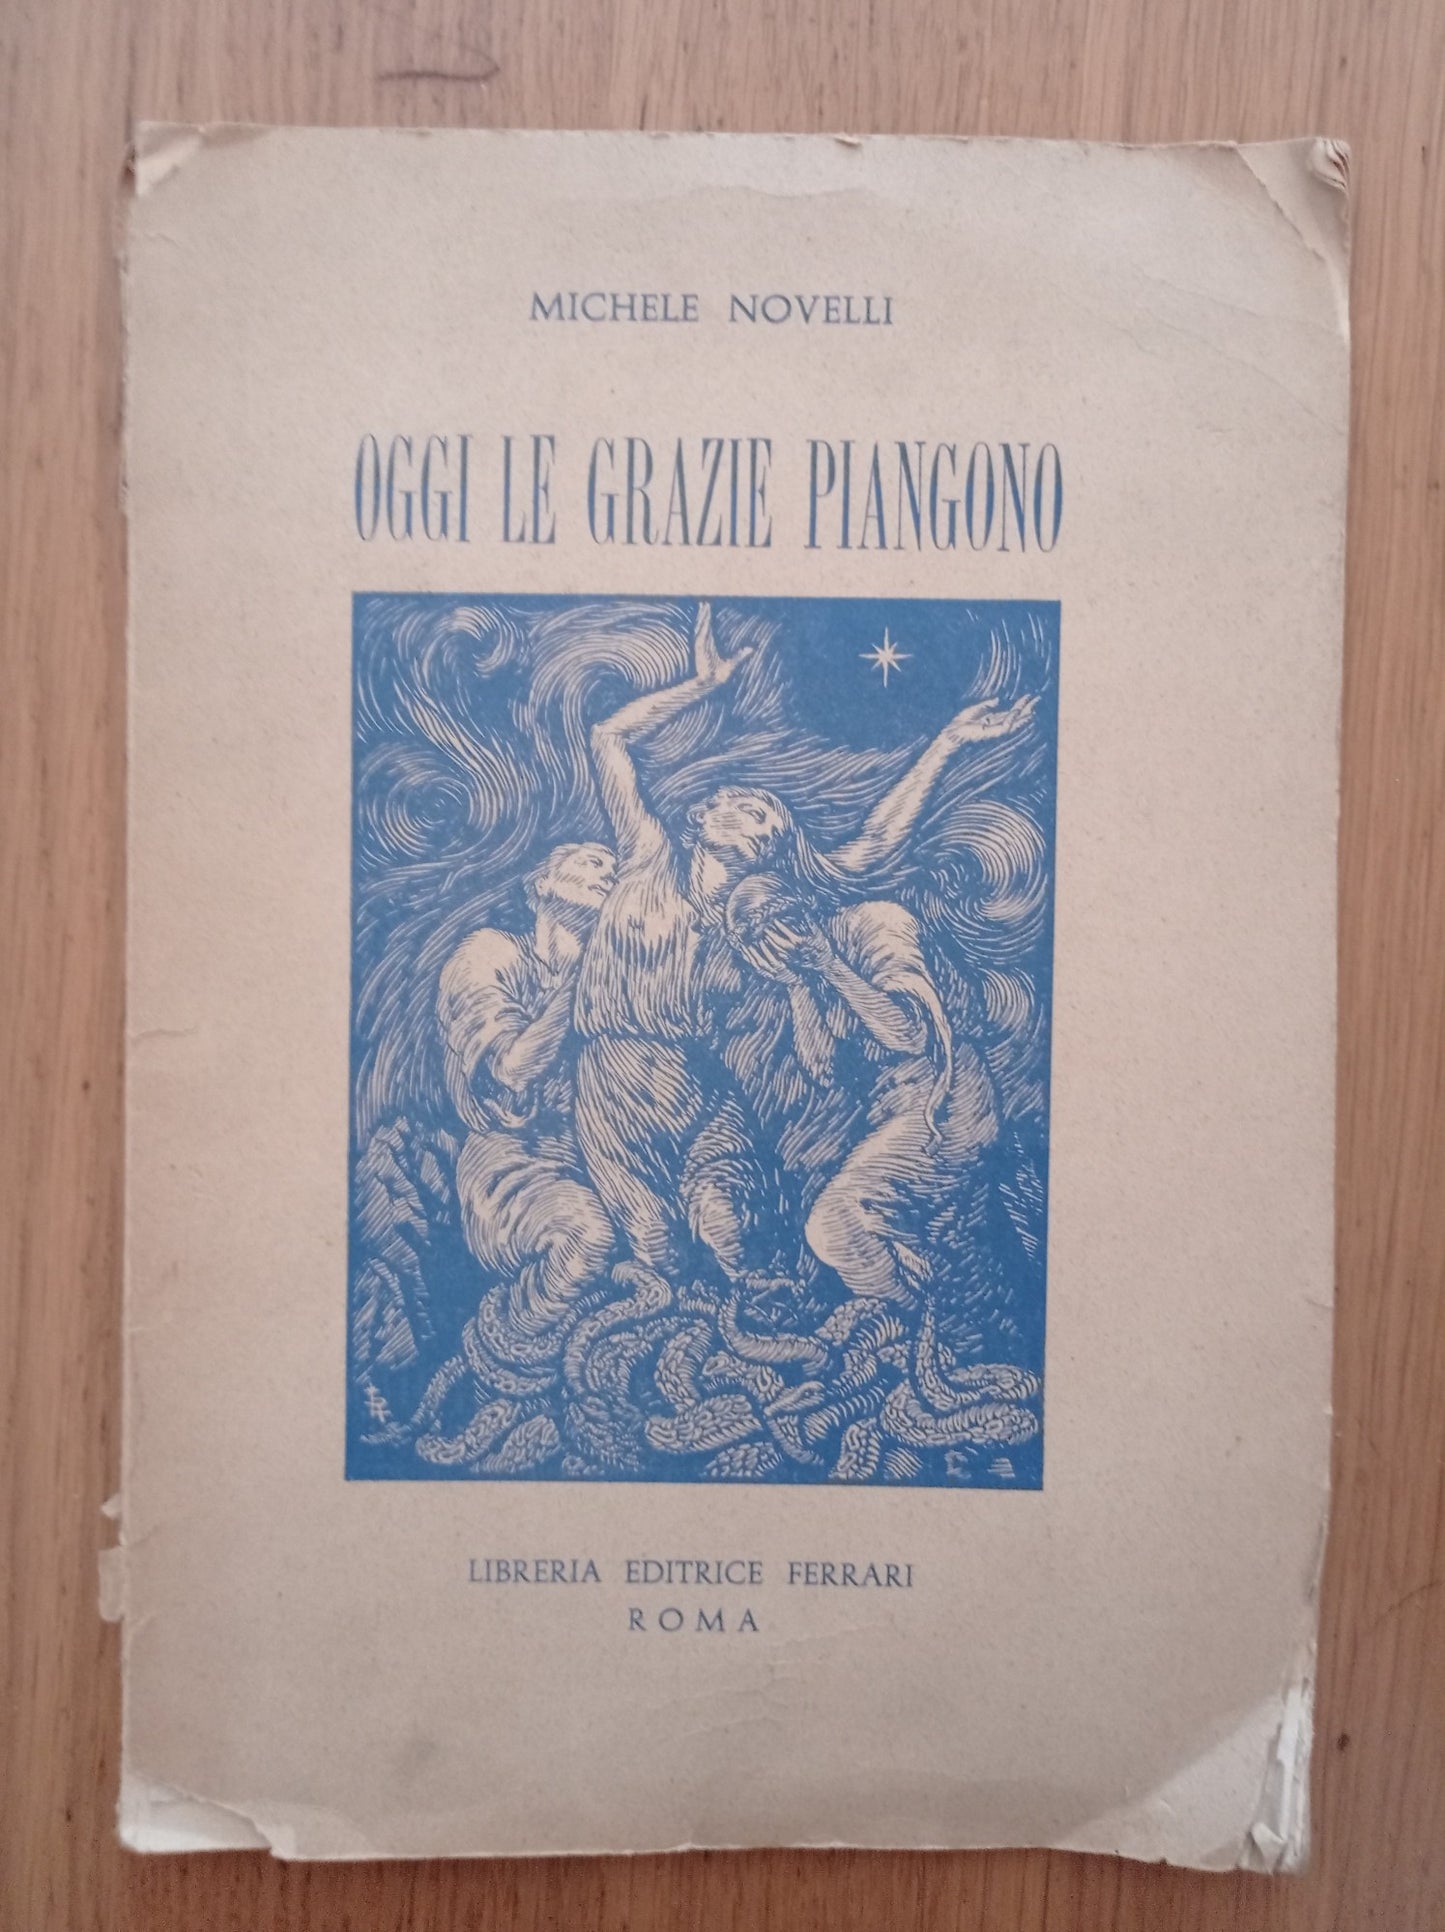 MICHELE NOVELLI
OGGI LE GRAZIE PIANGONO
LIBRERIA EDITRICE FERRARI
ROMA